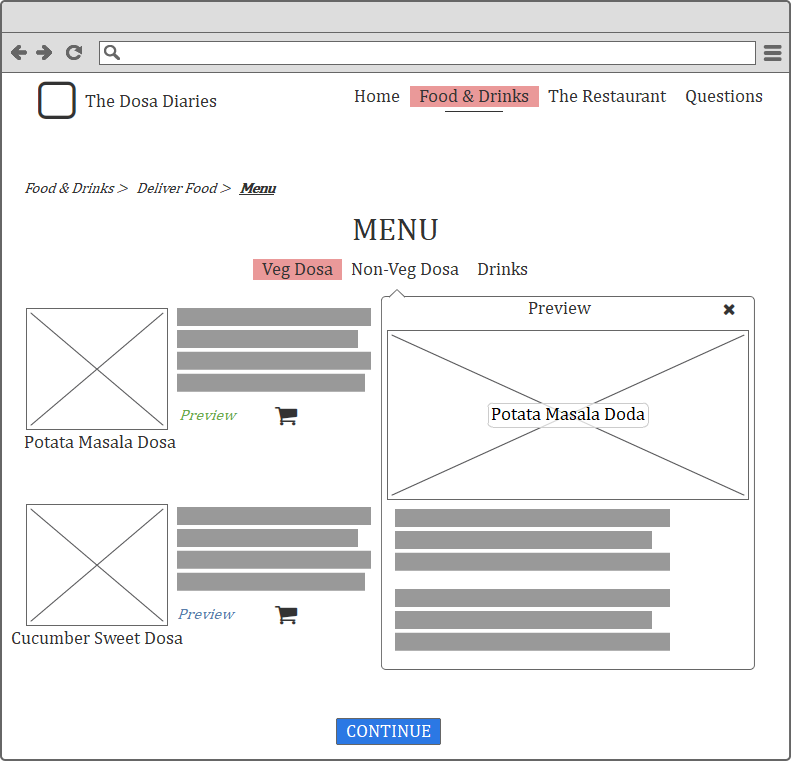 The Dosa Diaries
Home Food & Drinks The Restaurant Questions
Food & Drinks > Deliver Food > Menu
MENU
Veg Dosa Non-Veg Dosa Drinks
Preview
Potata Masala Doda
Preview
Potata Masala Dosa
Preview
Cucumber Sweet Dosa
CONTINUE